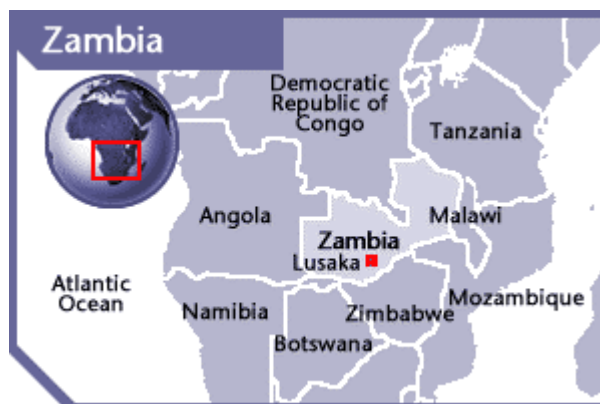 Zambia
Democratic
Republic of
Congo
Tanzania
Angola
Malawi
Zambia
Lusaka
Atlantic
Ocean
Namibia
Zimbabwe
Mozambique
Botswana